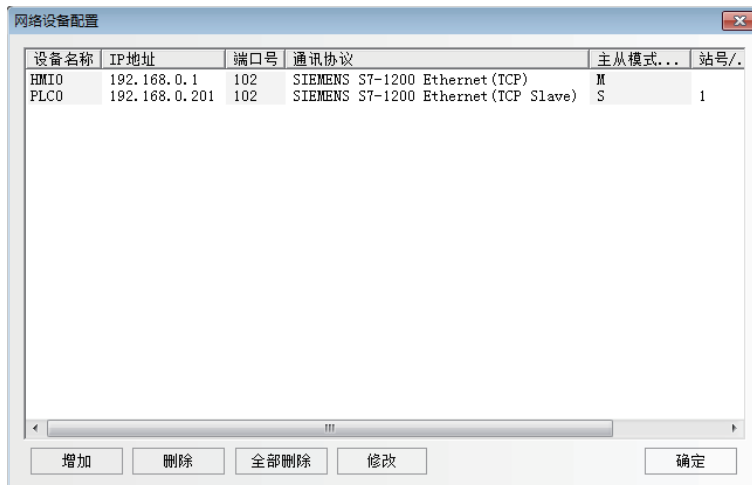 网络设备配置
设备名称 IP地址 端口号 通讯协议 主从模式... 站号/.
HMI0 192.168.0.1 102 SIEMENS S7-1200 Ethernet(TCP) M
PLC0 192.168.0.201 102 SIEMENS S7-1200 Ethernet(TCP Slave) S 1
增加 删除 全部删除 修改 确定